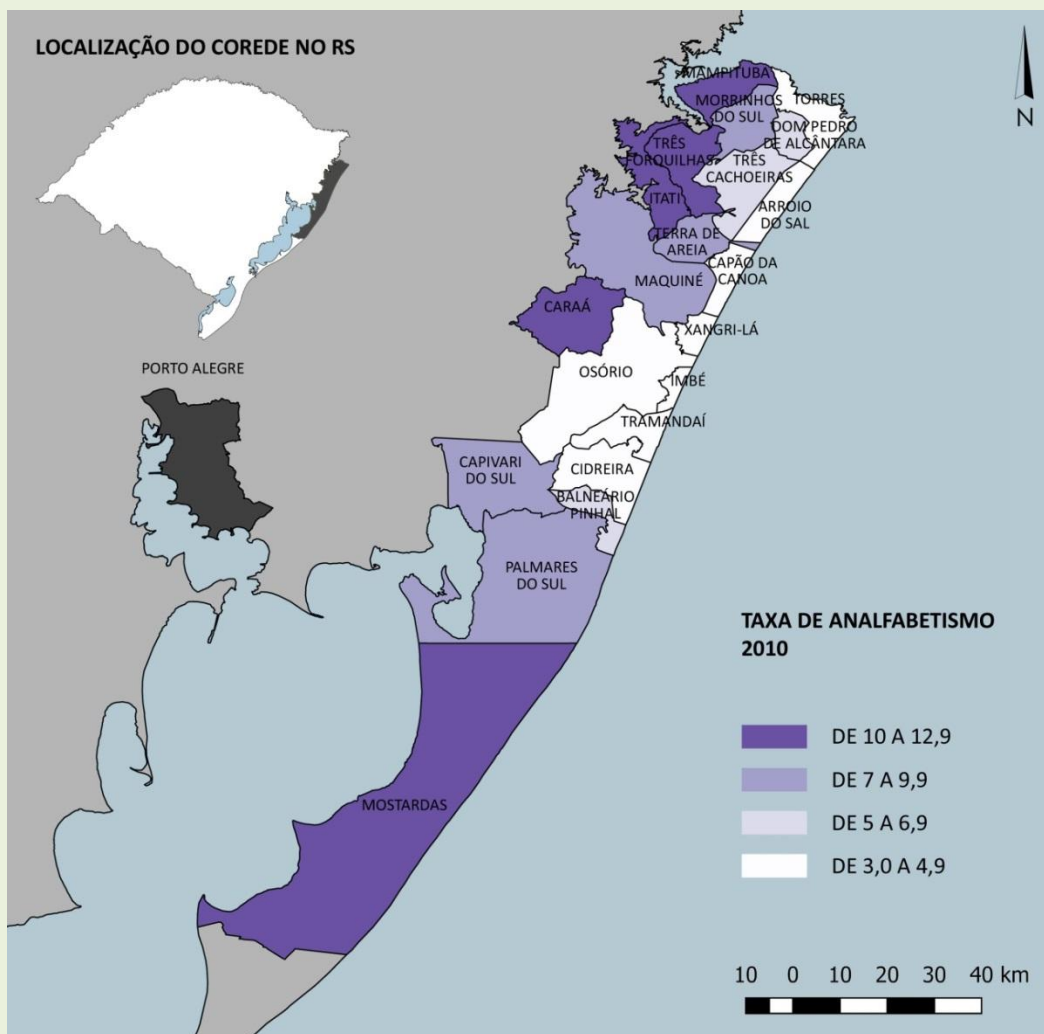 LOCALIZAÇÃO DO COREDE NO RS
N
MAMPITUBA
MORRINHOS
DO SUL
TORRES
DOM PEDRO
DE ALCÂNTARA
TRÊS
FORQUILHAS
TRÊS
CACHOEIRAS
ITATI
ARROIO
DO SAL
TERRA DE
AREIA
CAPÃO DA
CANOA
MAQUINÉ
CARAÁ
XANGRI-LÁ
OSÓRIO
IMBÉ
PORTO ALEGRE
TRAMANDAÍ
CAPIVARI
DO SUL
CIDREIRA
BALNEÁRIO
PINHAL
PALMARES
DO SUL
MOSTARDAS
TAXA DE ANALFABETISMO
2010
DE 10 A 12,9
DE 7 A 9,9
DE 5 A 6,9
DE 3,0 A 4,9
10 0 10 20 30 40 km